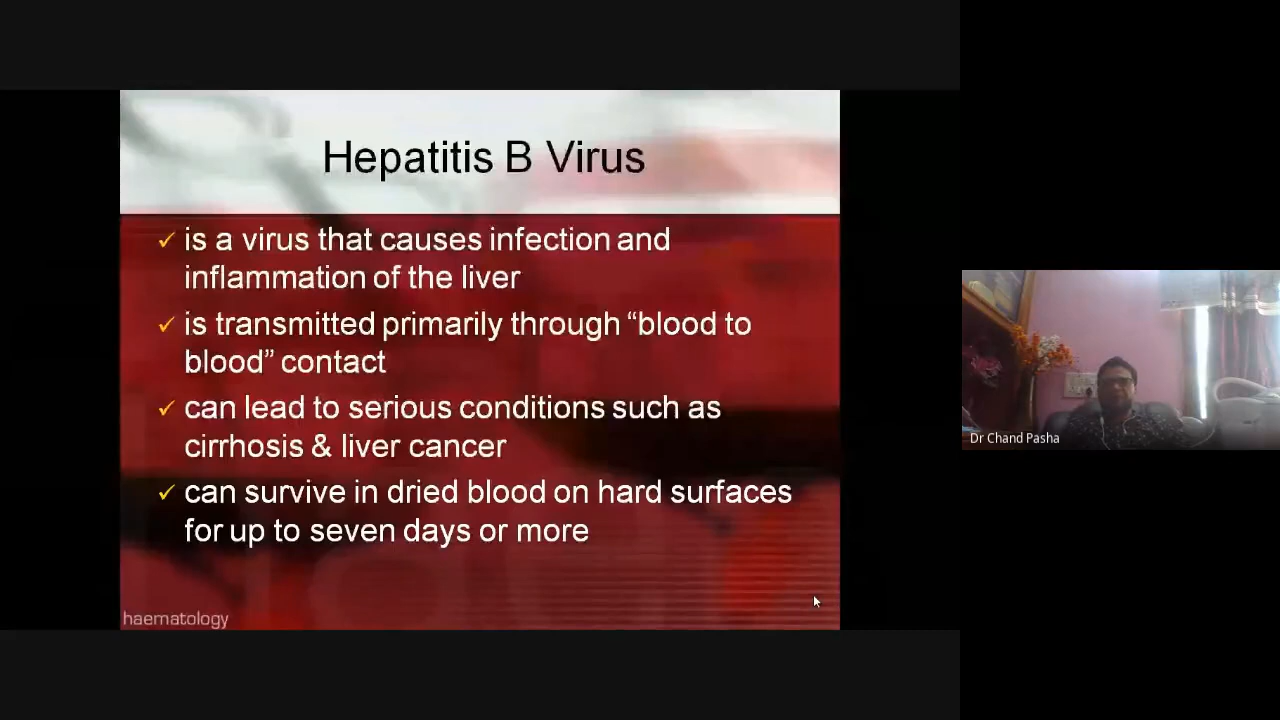 Hepatitis B Virus
✓ is a virus that causes infection and
inflammation of the liver
✓ is transmitted primarily through “blood to
blood” contact
✓ can lead to serious conditions such as
cirrhosis & liver cancer
✓ can survive in dried blood on hard surfaces
for up to seven days or more
haematology
Dr Chand Pasha